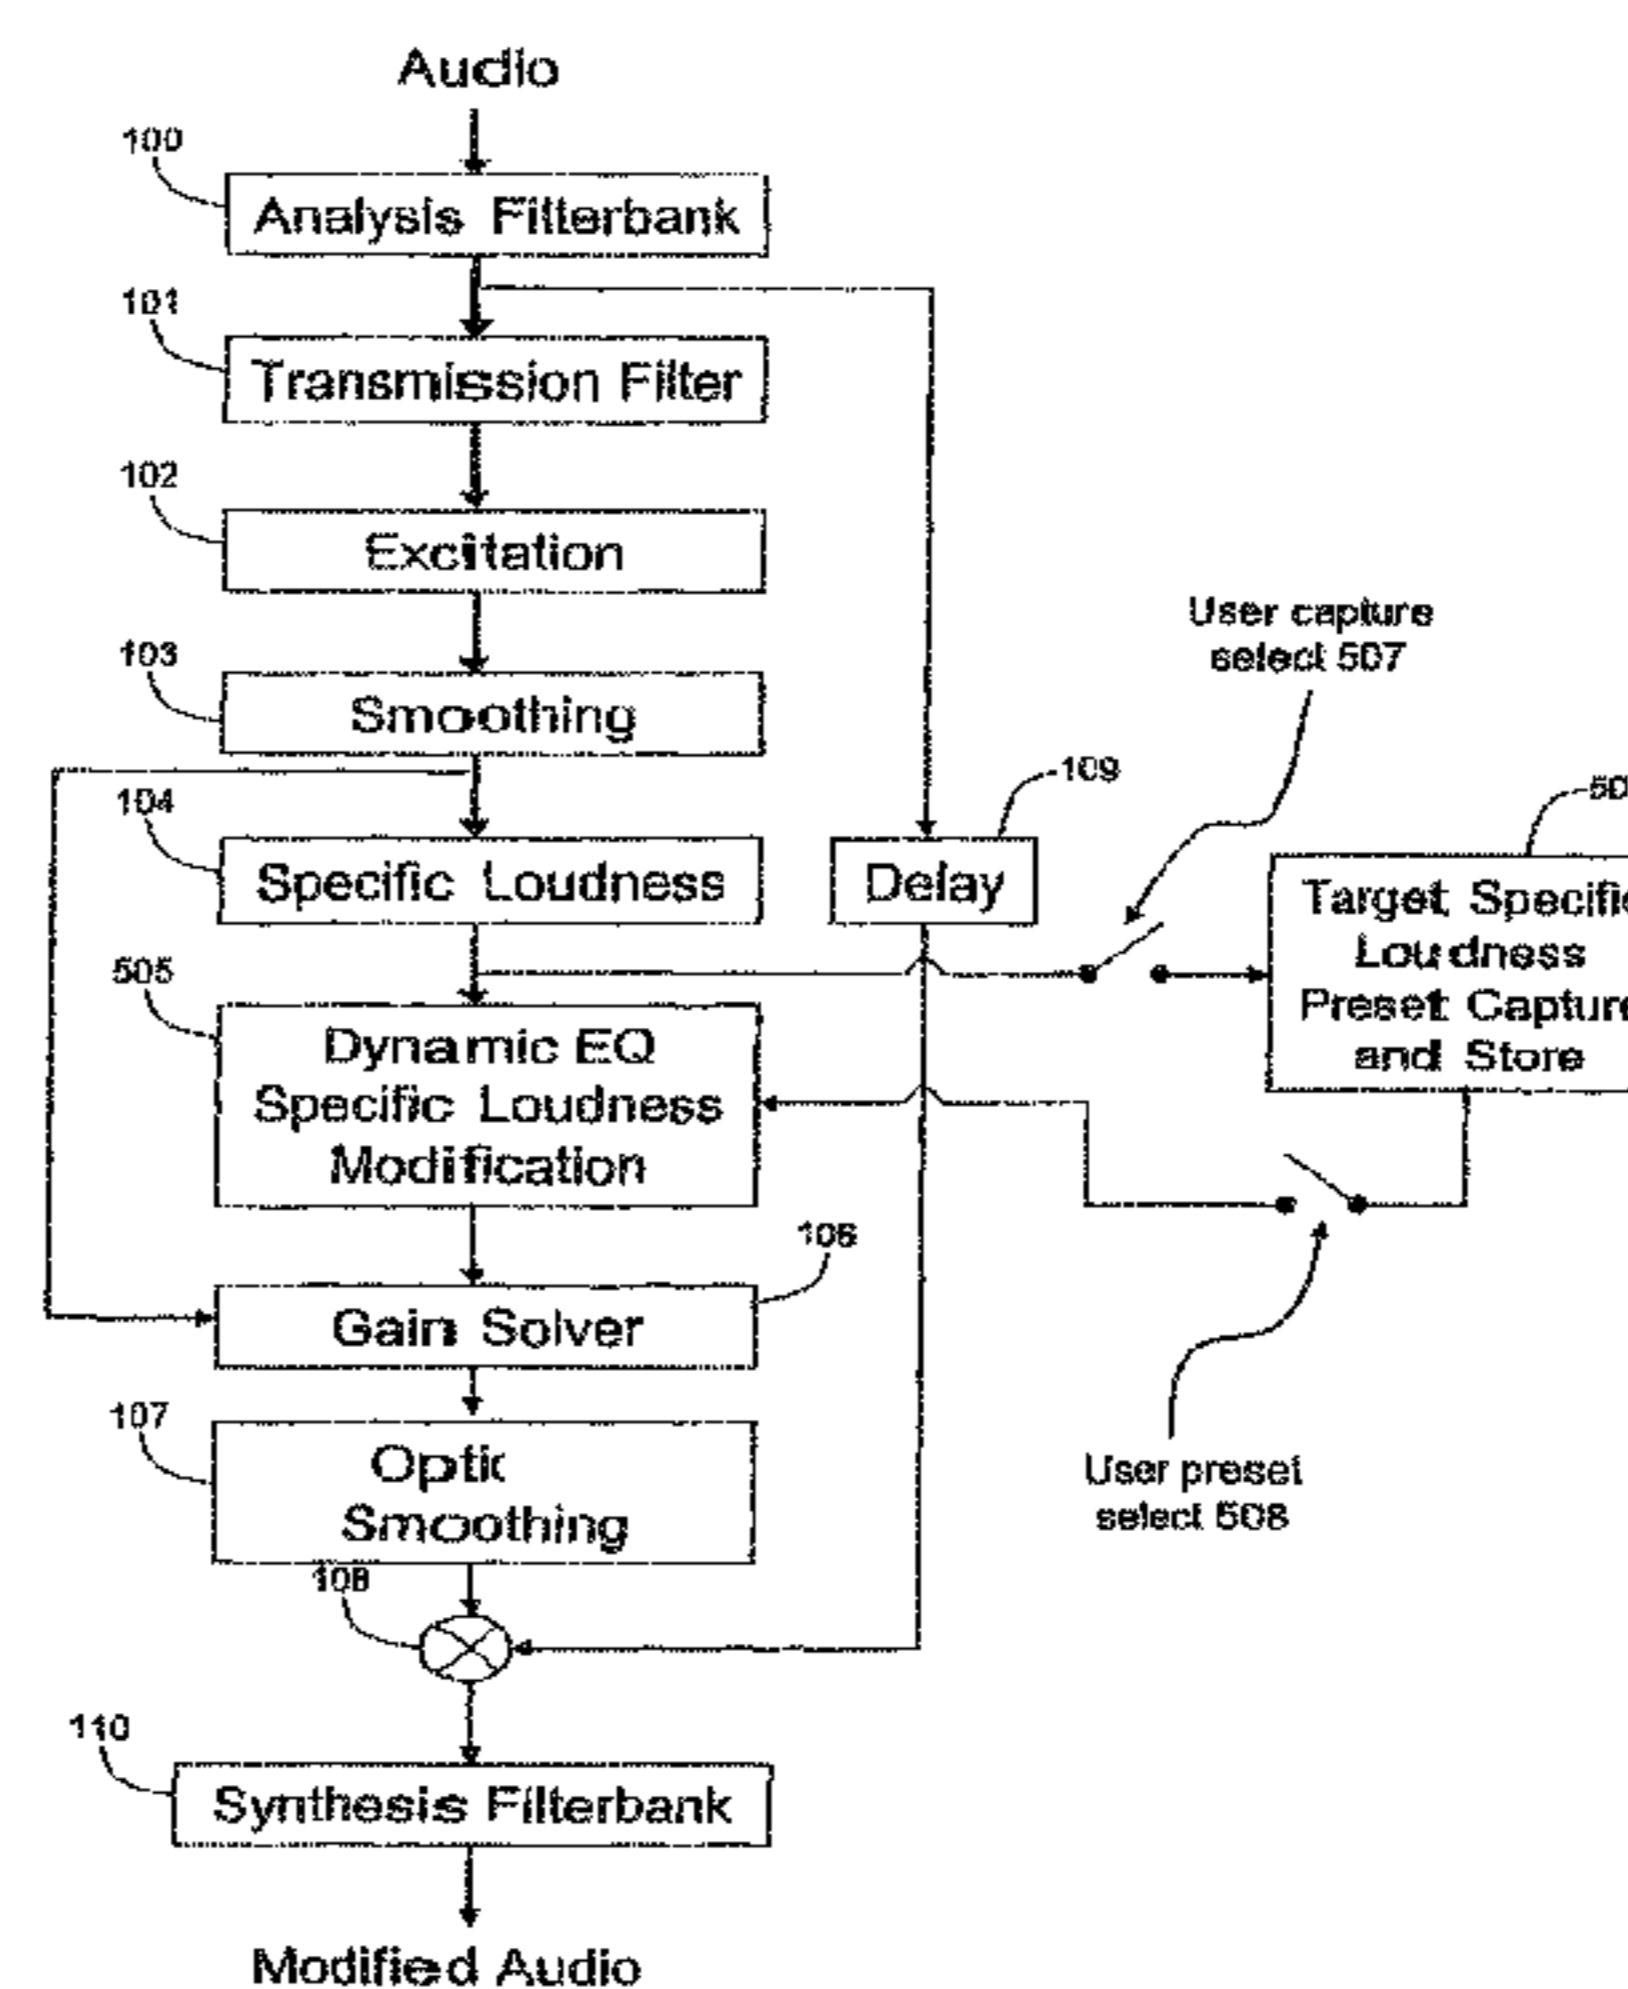 Audio
100
Analysis Filterbank
101
Transmission Filter
102
Excitation
103
Smoothing
104
Specific Loudness
109
Delay
User capture
select 507
50
Target Specific
Loudness
Preset Capture
and Store
505
Dynamic EQ
Specific Loudness
Modification
106
Gain Solver
107
Optic
Smoothing
User preset
select 508
108
110
Synthesis Filterbank
Modified Audio